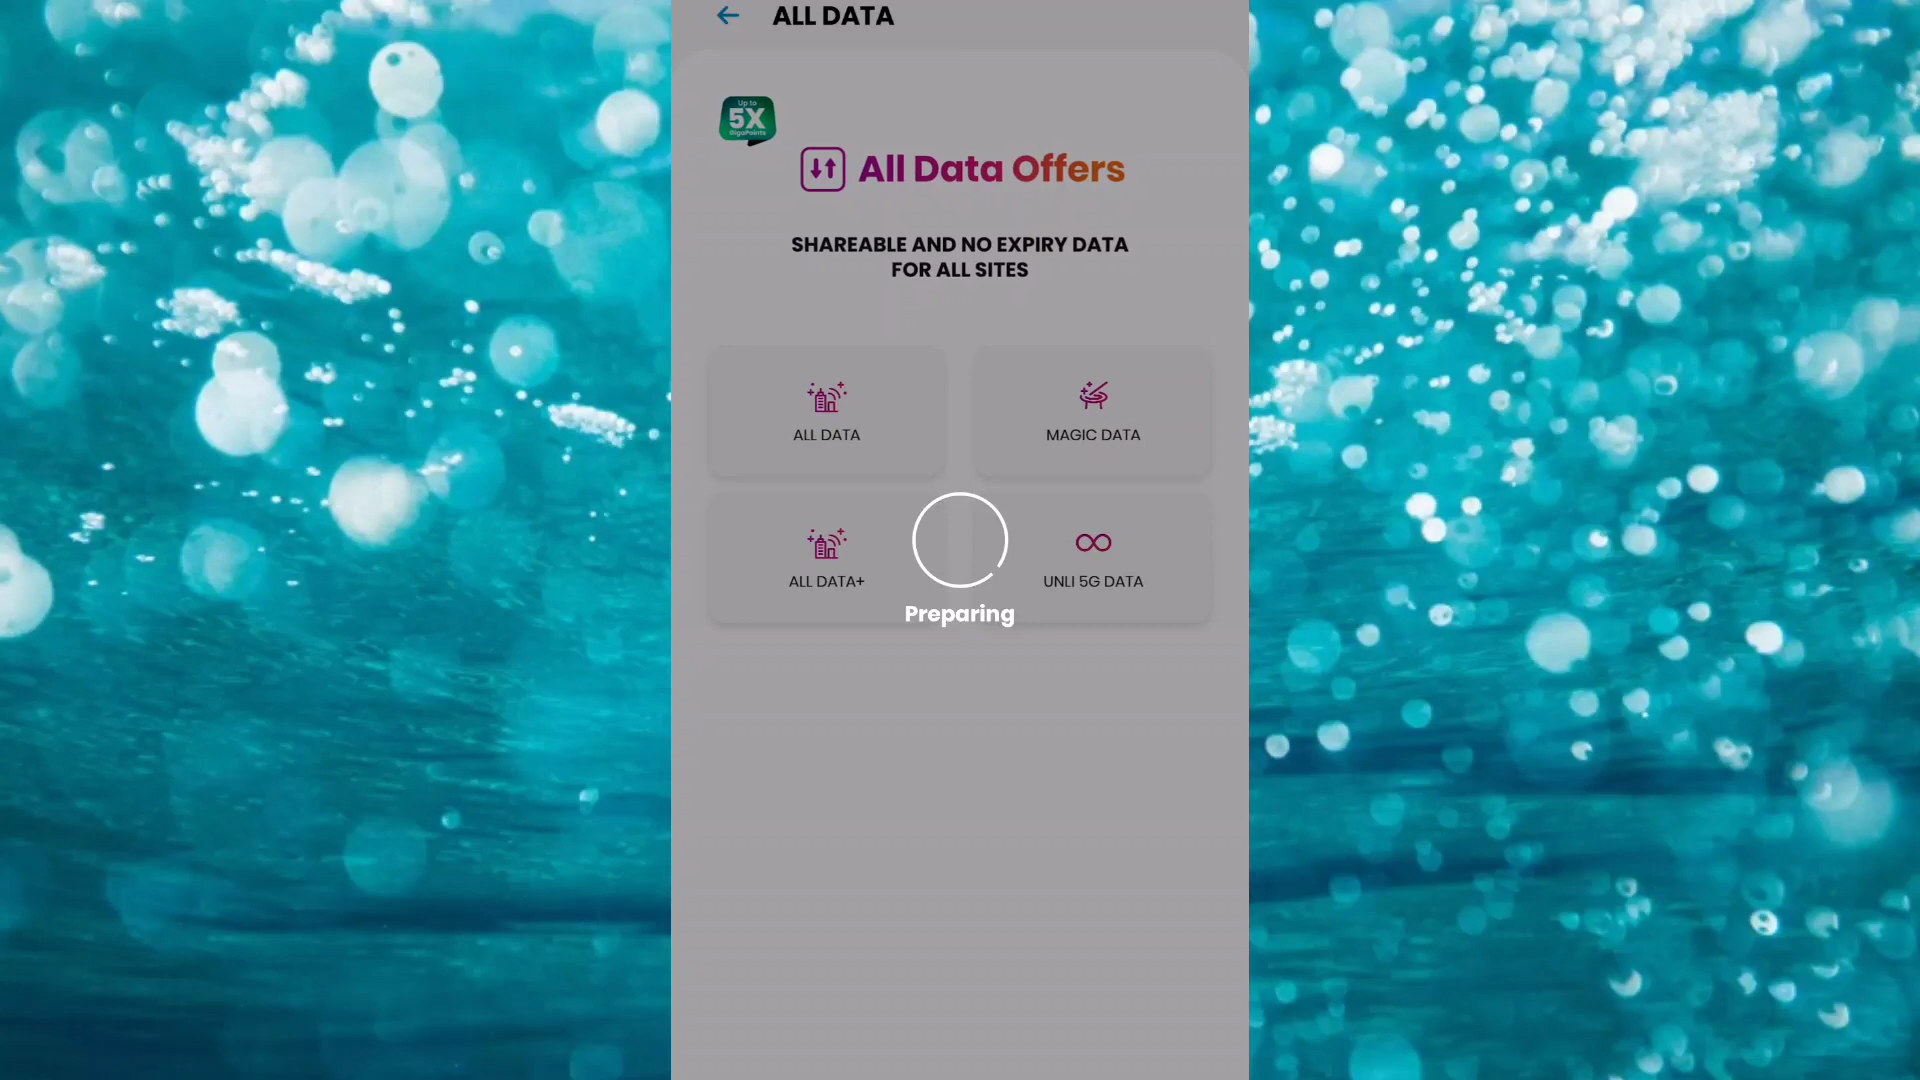 ALL DATA
Up to
5X
GigaPoints
All Data Offers
SHAREABLE AND NO EXPIRY DATA
FOR ALL SITES
ALL DATA
MAGIC DATA
ALL DATA+
UNLI 5G DATA
Preparing